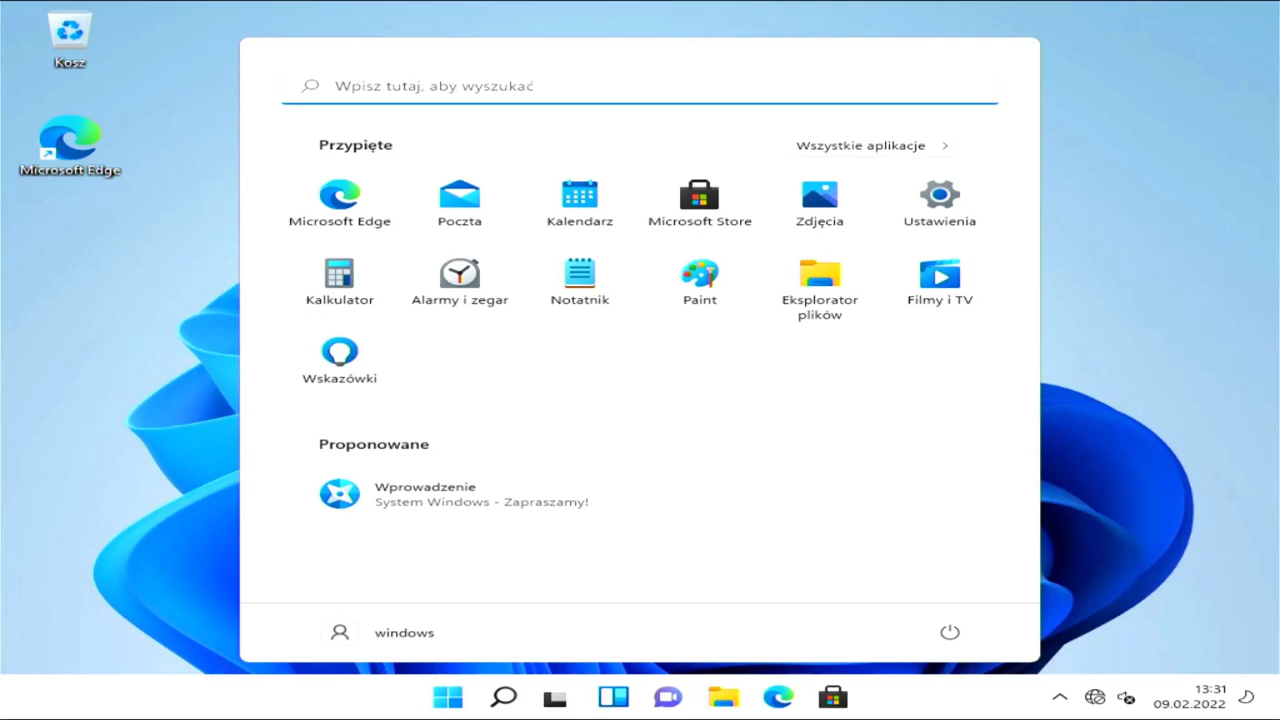 Kosz
Microsoft Edge
Wpisz tutaj, aby wyszukać
Przypięte
Wszystkie aplikacje
Microsoft Edge
Poczta
Kalendarz
Microsoft Store
Zdjęcia
Ustawienia
Kalkulator
Alarmy i zegar
Notatnik
Paint
Eksplorator
plików
Filmy i TV
Wskazówki
Proponowane
Wprowadzenie
System Windows - Zapraszamy!
windows
13:31
09.02.2022